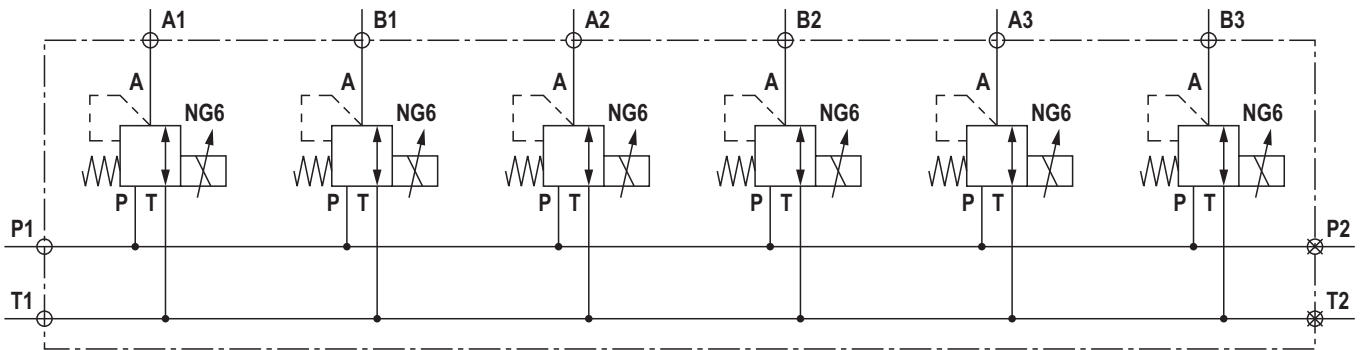 A1 B1 A2 B2 A3 B3
A A A A A A
NG6 NG6 NG6 NG6 NG6 NG6
P T P T P T P T P T P T
P1 P2
T1 T2